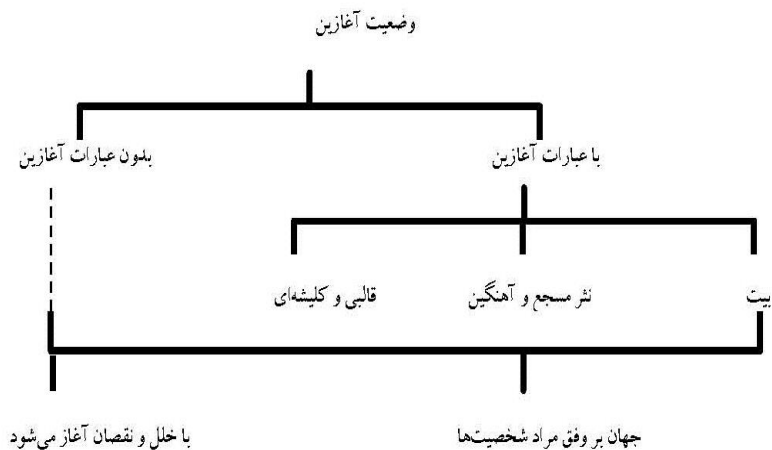 وضعیت آغازین
با عبارات آغازین
بدون عبارات آغازین
بیت
نثر مسجع و آهنگین
قالبی و کلیشه‌ای
جهان بر وفق مراد شخصیت‌ها
با خلل و نقصان آغاز می‌شود